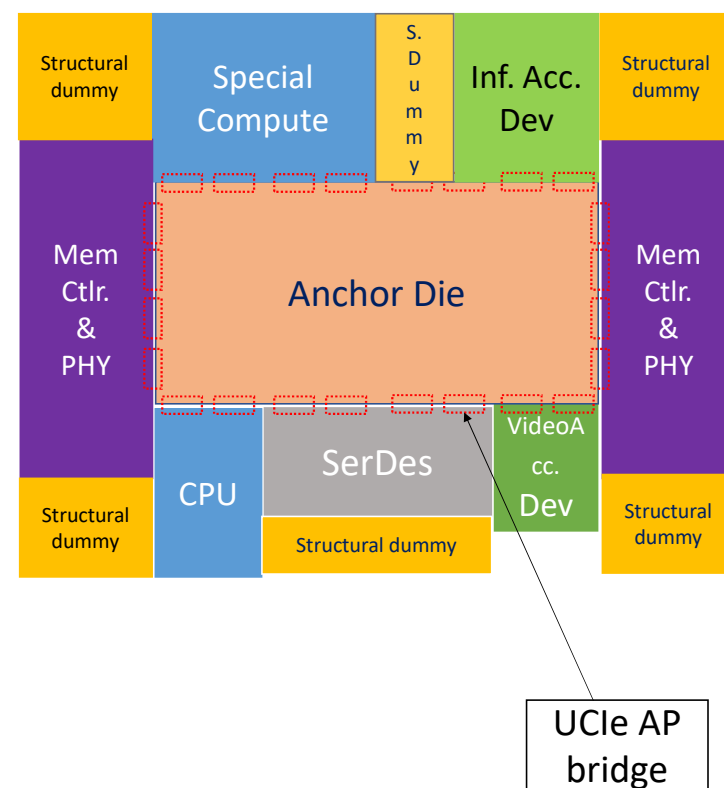 Structural
dummy
Special
Compute
S.
D
u
m
m
y
Inf. Acc.
Dev
Structural
dummy
Mem
Ctlr.
&
PHY
Anchor Die
Mem
Ctlr.
&
PHY
CPU
SerDes
VideoA
cc.
Dev
Structural
dummy
Structural dummy
Structural
dummy
UCIe AP
bridge